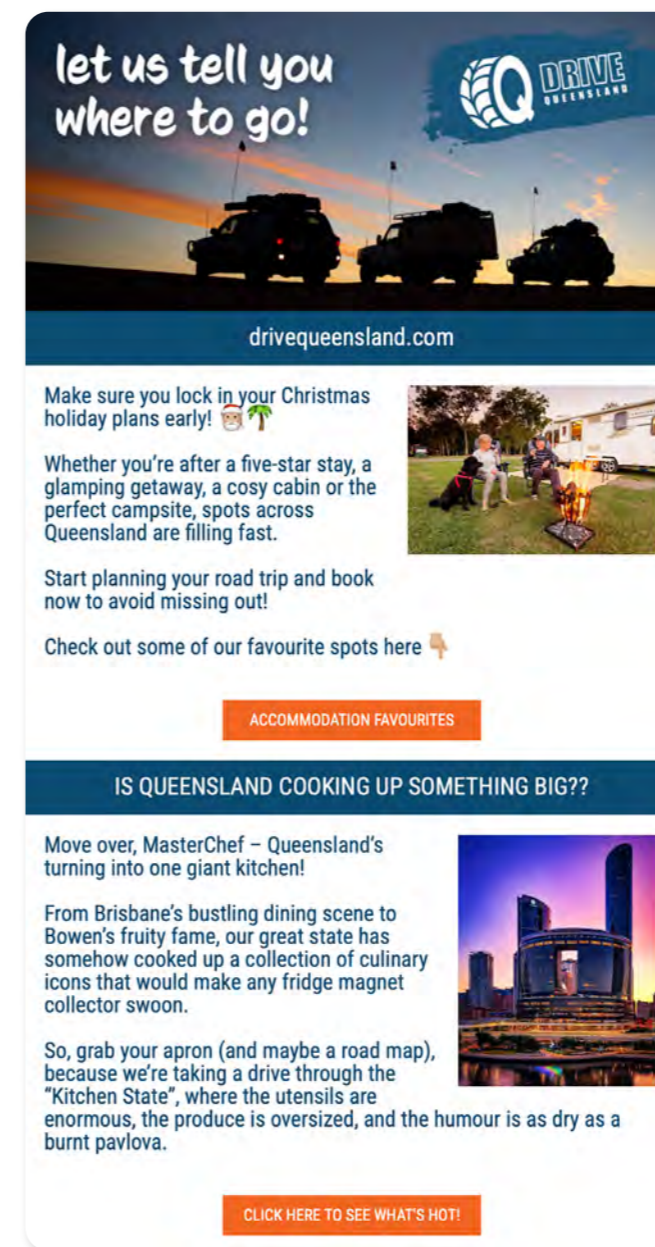 let us tell you
where to go!
DRIVE
QUEENSLAND
drivequeensland.com
Make sure you lock in your Christmas
holiday plans early! 🎅🏼🌴
Whether you’re after a five-star stay, a
glamping getaway, a cosy cabin or the
perfect campsite, spots across
Queensland are filling fast.
Start planning your road trip and book
now to avoid missing out!
Check out some of our favourite spots here 👇🏼
ACCOMMODATION FAVOURITES
IS QUEENSLAND COOKING UP SOMETHING BIG??
Move over, MasterChef – Queensland’s
turning into one giant kitchen!
From Brisbane’s bustling dining scene to
Bowen’s fruity fame, our great state has
somehow cooked up a collection of culinary
icons that would make any fridge magnet
collector swoon.
So, grab your apron (and maybe a road map),
because we’re taking a drive through the
“Kitchen State”, where the utensils are
enormous, the produce is oversized, and the humour is as dry as a
burnt pavlova.
CLICK HERE TO SEE WHAT'S HOT!